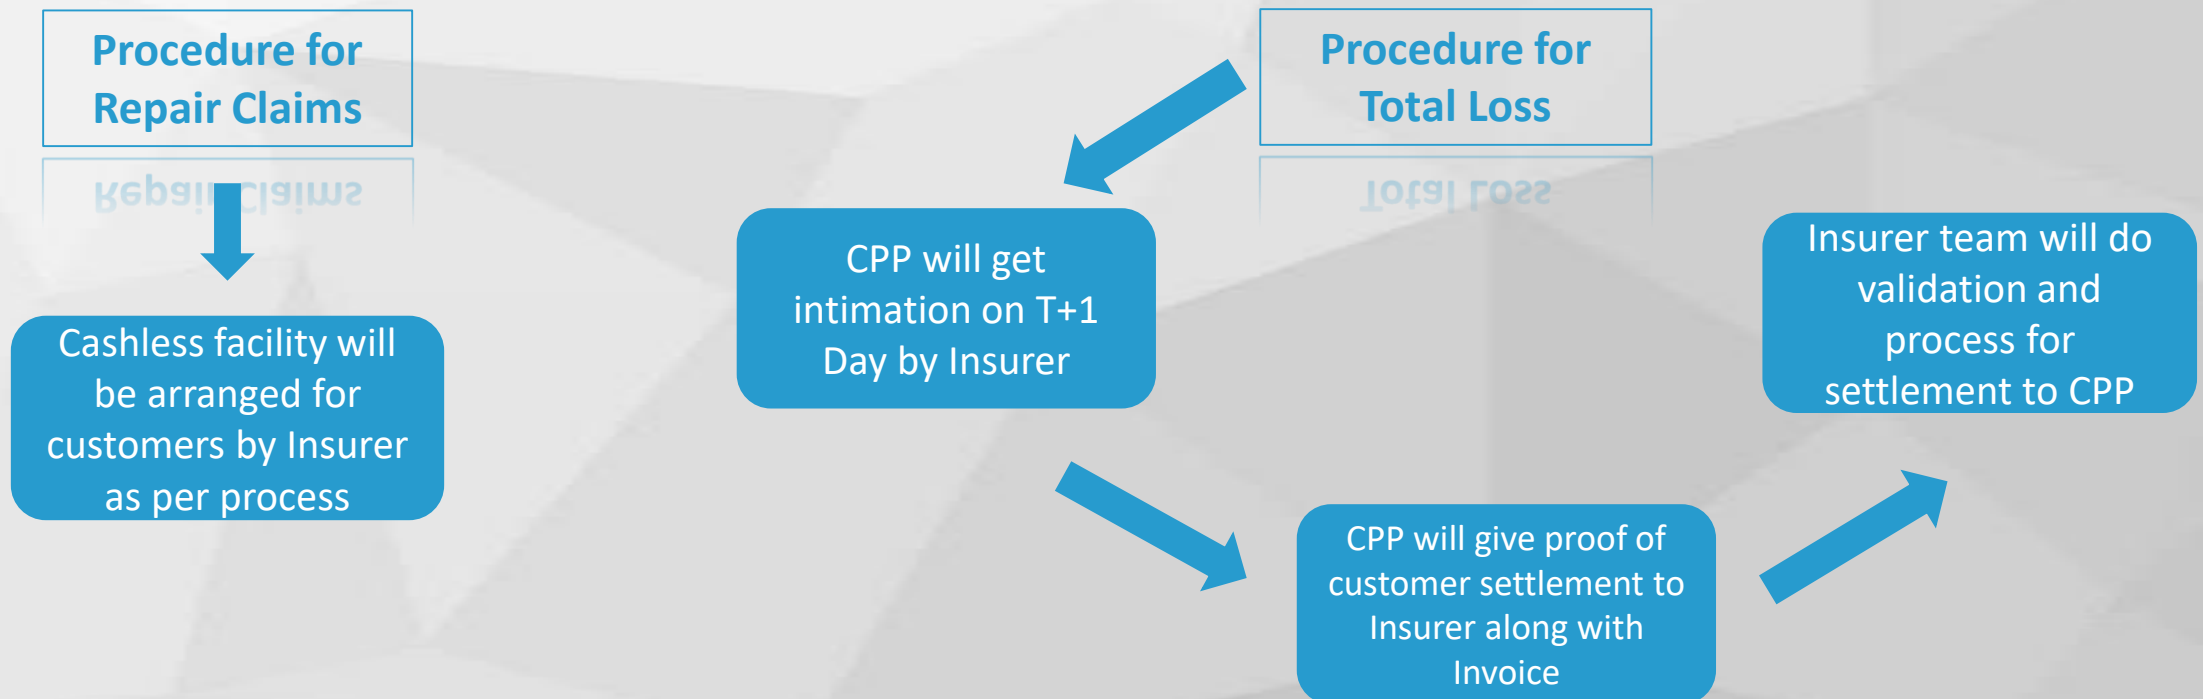 Procedure for
Repair Claims
Cashless facility will
be arranged for
customers by Insurer
as per process
Procedure for
Total Loss
CPP will get
intimation on T+1
Day by Insurer
CPP will give proof of
customer settlement to
Insurer along with
Invoice
Insurer team will do
validation and
process for
settlement to CPP